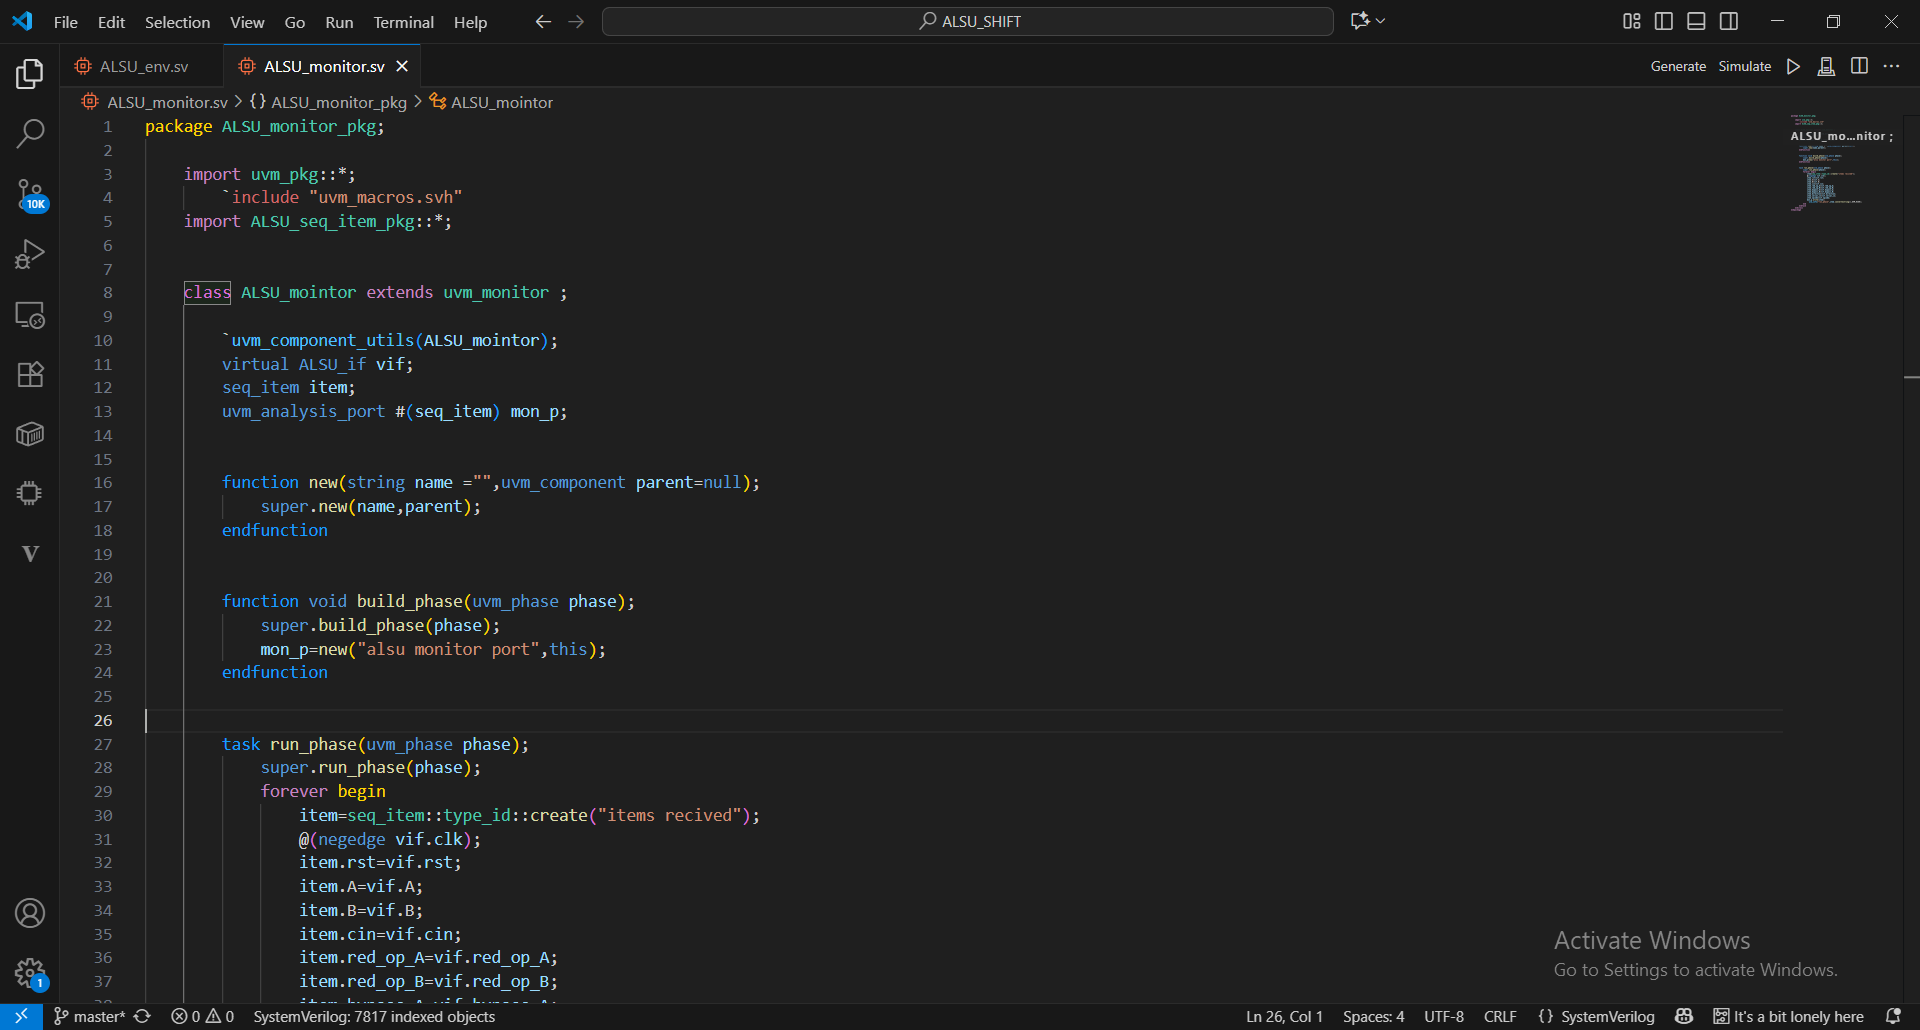 File Edit Selection View Go Run Terminal Help
ALSU_SHIFT
ALSU_env.sv
ALSU_monitor.sv
Generate Simulate
ALSU_monitor.sv > {} ALSU_monitor_pkg > ALSU_mointor
1 package ALSU_monitor_pkg;
2
3 import uvm_pkg::*;
4 `include "uvm_macros.svh"
5 import ALSU_seq_item_pkg::*;
6
7
8 class ALSU_mointor extends uvm_monitor ;
9
10 `uvm_component_utils(ALSU_mointor);
11 virtual ALSU_if vif;
12 seq_item item;
13 uvm_analysis_port #(seq_item) mon_p;
14
15
16 function new(string name ="",uvm_component parent=null);
17 super.new(name,parent);
18 endfunction
19
20
21 function void build_phase(uvm_phase phase);
22 super.build_phase(phase);
23 mon_p=new("alsu monitor port",this);
24 endfunction
25
26
27 task run_phase(uvm_phase phase);
28 super.run_phase(phase);
29 forever begin
30 item=seq_item::type_id::create("items recived");
31 @(negedge vif.clk);
32 item.rst=vif.rst;
33 item.A=vif.A;
34 item.B=vif.B;
35 item.cin=vif.cin;
36 item.red_op_A=vif.red_op_A;
37 item.red_op_B=vif.red_op_B;
ALSU_mo...nitor ;
10K
V
1
Activate Windows
Go to Settings to activate Windows.
master* 0 0 SystemVerilog: 7817 indexed objects
Ln 26, Col 1 Spaces: 4 UTF-8 CRLF {} SystemVerilog It's a bit lonely here